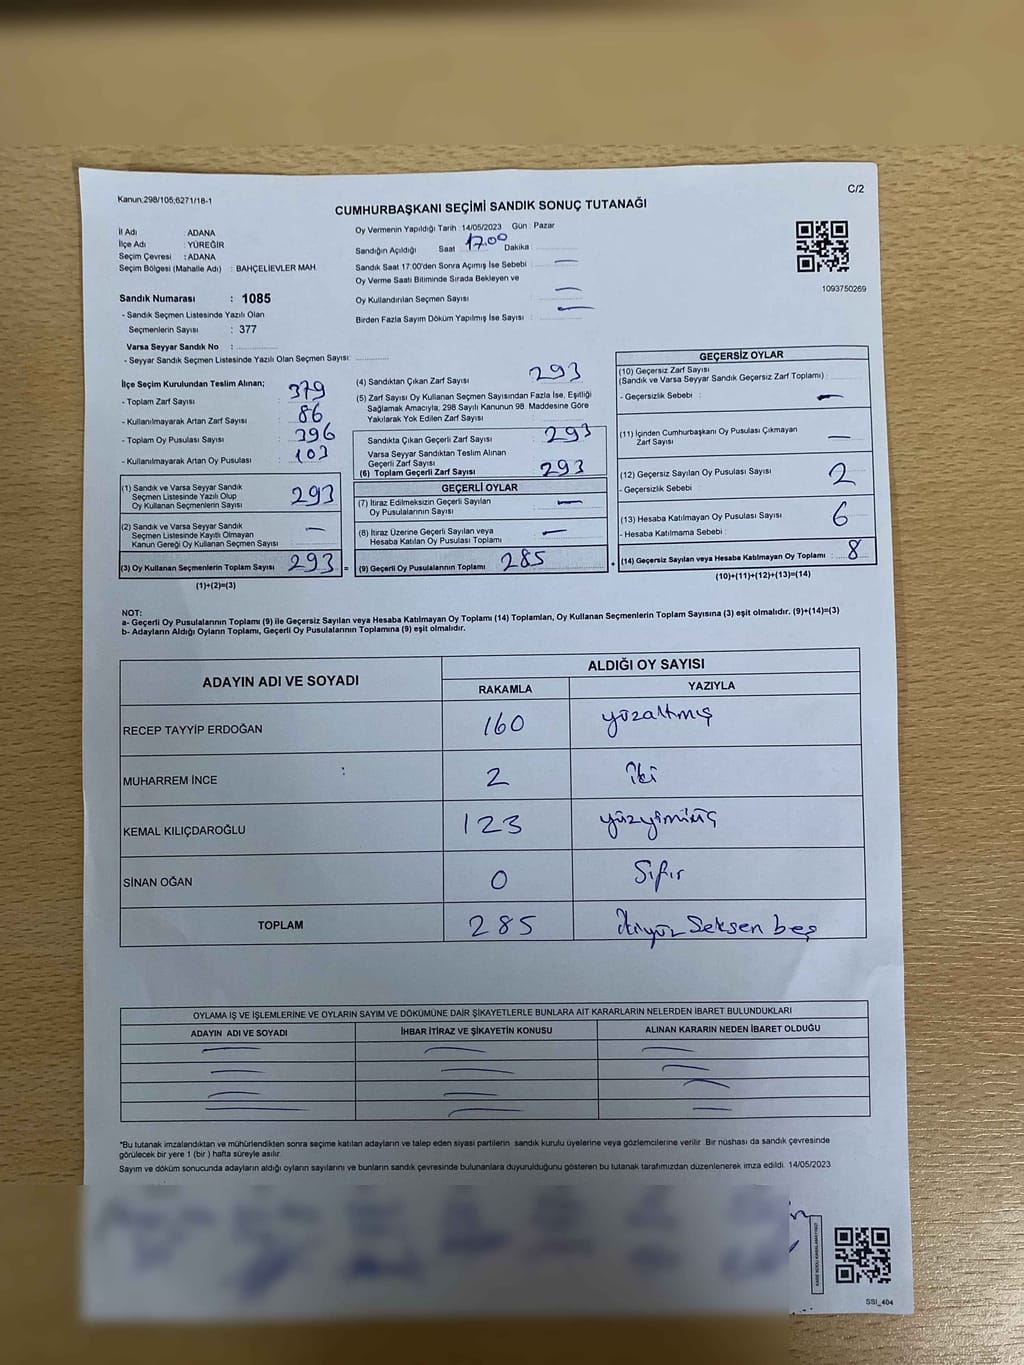 Kanun;298/105;6271/18-1
C/2
CUMHURBAŞKANI SEÇİMİ SANDIK SONUÇ TUTANAĞI
İl Adı : ADANA
İlçe Adı : YÜREĞİR
Seçim Çevresi : ADANA
Seçim Bölgesi (Mahalle Adı) : BAHÇELİEVLER MAH.
Sandık Numarası : 1085
- Sandık Seçmen Listesinde Yazılı Olan
Seçmenlerin Sayısı : 377
Varsa Seyyar Sandık No :
- Seyyar Sandık Seçmen Listesinde Yazılı Olan Seçmen Sayısı:
Oy Vermenin Yapıldığı Tarih : 14/05/2023 Gün : Pazar
Sandığın Açıldığı Saat 17.00 Dakika :
Sandık Saat 17:00'den Sonra Açımış İse Sebebi : —
Oy Verme Saati Bitiminde Sırada Bekleyen ve
Oy Kullandırılan Seçmen Sayısı : —
Birden Fazla Sayım Döküm Yapılmış İse Sayısı : —
1093750269
İlçe Seçim Kurulundan Teslim Alınan;
- Toplam Zarf Sayısı : 379
- Kullanılmayarak Artan Zarf Sayısı : 86
- Toplam Oy Pusulası Sayısı : 396
- Kullanılmayarak Artan Oy Pusulası : 103
(1) Sandık ve Varsa Seyyar Sandık
Seçmen Listesinde Yazılı Olup
Oy Kullanan Seçmenlerin Sayısı 293
(2) Sandık ve Varsa Seyyar Sandık
Seçmen Listesinde Kayıtlı Olmayan
Kanun Gereği Oy Kullanan Seçmen Sayısı —
(3) Oy Kullanan Seçmenlerin Toplam Sayısı 293 =
(1)+(2)=(3)
(4) Sandıktan Çıkan Zarf Sayısı 293
(5) Zarf Sayısı Oy Kullanan Seçmen Sayısından Fazla İse, Eşitliği
Sağlamak Amacıyla, 298 Sayılı Kanunun 98. Maddesine Göre
Yakılarak Yok Edilen Zarf Sayısı :
Sandıkta Çıkan Geçerli Zarf Sayısı : 293
Varsa Seyyar Sandıktan Teslim Alınan
Geçerli Zarf Sayısı
(6) Toplam Geçerli Zarf Sayısı : 293
GEÇERLİ OYLAR
(7) İtiraz Edilmeksizin Geçerli Sayılan
Oy Pusulalarının Sayısı : —
(8) İtiraz Üzerine Geçerli Sayılan veya
Hesaba Katılan Oy Pusulası Toplamı : —
(9) Geçerli Oy Pusulalarının Toplamı 285 +
GEÇERSİZ OYLAR
(10) Geçersiz Zarf Sayısı
(Sandık ve Varsa Seyyar Sandık Geçersiz Zarf Toplamı) :
- Geçersizlik Sebebi : —
(11) İçinden Cumhurbaşkanı Oy Pusulası Çıkmayan
Zarf Sayısı —
(12) Geçersiz Sayılan Oy Pusulası Sayısı : 2
- Geçersizlik Sebebi :
(13) Hesaba Katılmayan Oy Pusulası Sayısı : 6
- Hesaba Katılmama Sebebi :
(14) Geçersiz Sayılan veya Hesaba Katılmayan Oy Toplamı : 8
(10)+(11)+(12)+(13)=(14)
NOT:
a- Geçerli Oy Pusulalarının Toplamı (9) ile Geçersiz Sayılan veya Hesaba Katılmayan Oy Toplamı (14) Toplamları, Oy Kullanan Seçmenlerin Toplam Sayısına (3) eşit olmalıdır. (9)+(14)=(3)
b- Adayların Aldığı Oyların Toplamı, Geçerli Oy Pusulalarının Toplamına (9) eşit olmalıdır.
ADAYIN ADI VE SOYADI ALDIĞI OY SAYISI
RAKAMLA YAZIYLA
RECEP TAYYİP ERDOĞAN 160 yüzaltmış
MUHARREM İNCE : 2 İki
KEMAL KILIÇDAROĞLU 123
SİNAN OĞAN 0 Sıfır
TOPLAM 285 İkiyüz Seksen beş
OYLAMA İŞ VE İŞLEMLERİNE VE OYLARIN SAYIM VE DÖKÜMÜNE DAİR ŞİKAYETLERLE BUNLARA AİT KARARLARIN NELERDEN İBARET BULUNDUKLARI
ADAYIN ADI VE SOYADI İHBAR İTİRAZ VE ŞİKAYETİN KONUSU ALINAN KARARIN NEDEN İBARET OLDUĞU
*Bu tutanak imzalandıktan ve mühürlendikten sonra seçime katılan adayların ve talep eden siyasi partilerin sandık kurulu üyelerine veya gözlemcilerine verilir. Bir nüshası da sandık çevresinde
görülecek bir yere 1 (bir ) hafta süreyle asılır.
Sayım ve döküm sonucunda adayların aldığı oyların sayılarını ve bunların sandık çevresinde bulunanlara duyurulduğunu gösteren bu tutanak tarafımızdan düzenlenerek imza edildi. 14/05/2023
SSI_404